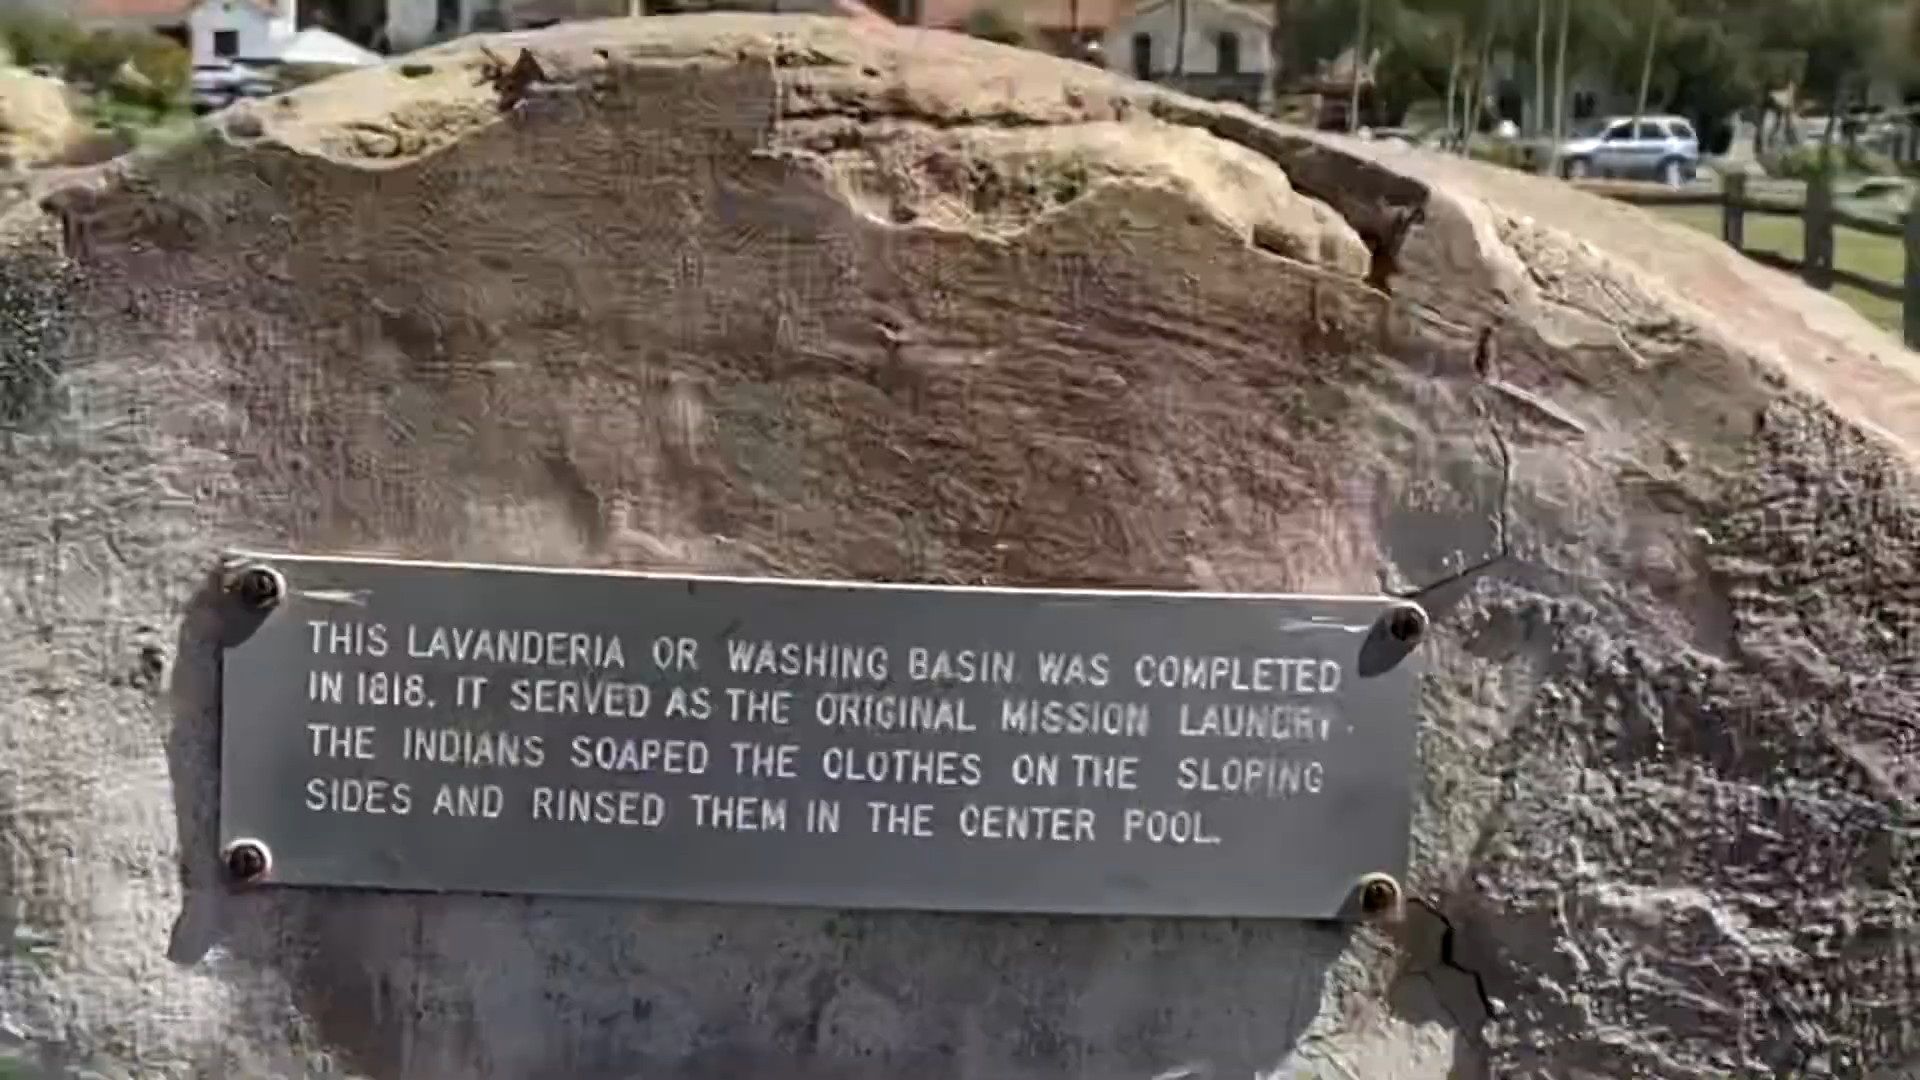 THIS LAVANDERIA OR WASHING BASIN WAS COMPLETED
IN 1818. IT SERVED AS THE ORIGINAL MISSION LAUNDRY.
THE INDIANS SOAPED THE CLOTHES ON THE SLOPING
SIDES AND RINSED THEM IN THE CENTER POOL.